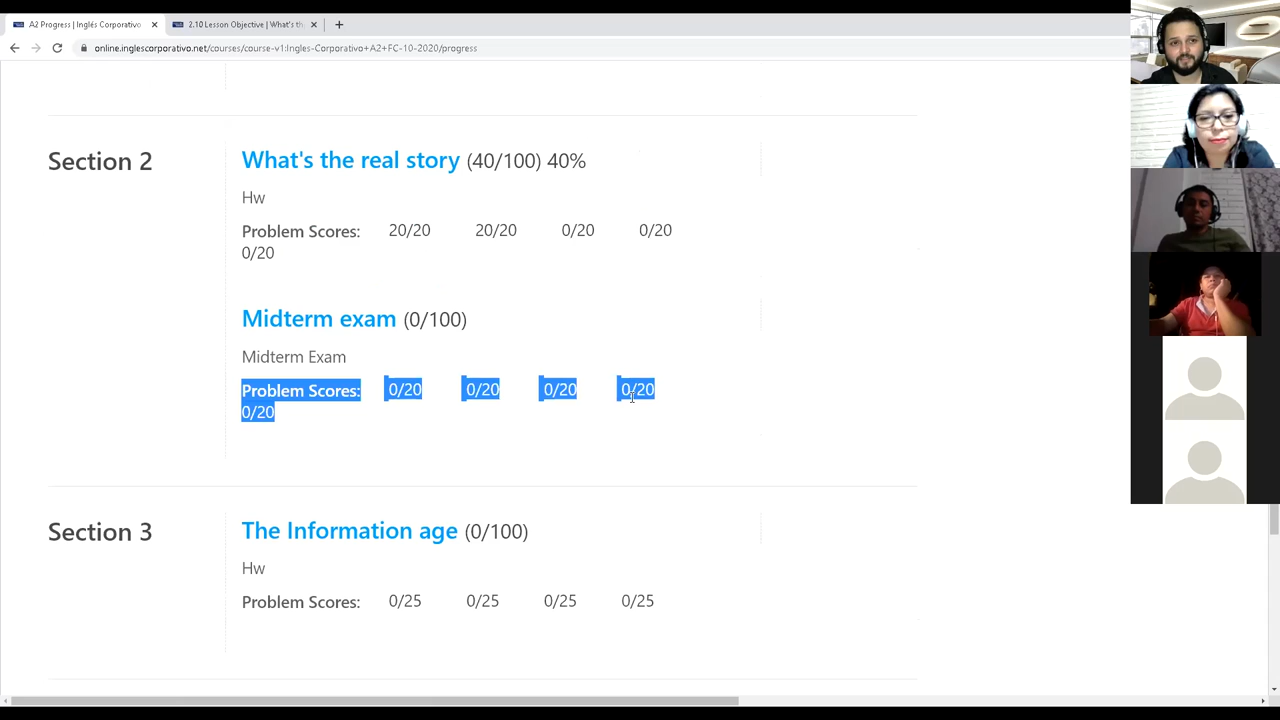 A2 Progress | Inglés Corporativo
2.10 Lesson Objective | What's th
online.inglescorporativo.net/courses/course-v1:Ingles-Corporativo+A2+FC-10-2020/progress
Section 2
What's the real story (40/100) 40%
Hw
Problem Scores: 20/20 20/20 0/20 0/20
0/20
Midterm exam (0/100)
Midterm Exam
Problem Scores: 0/20 0/20 0/20 0/20
0/20
Section 3
The Information age (0/100)
Hw
Problem Scores: 0/25 0/25 0/25 0/25